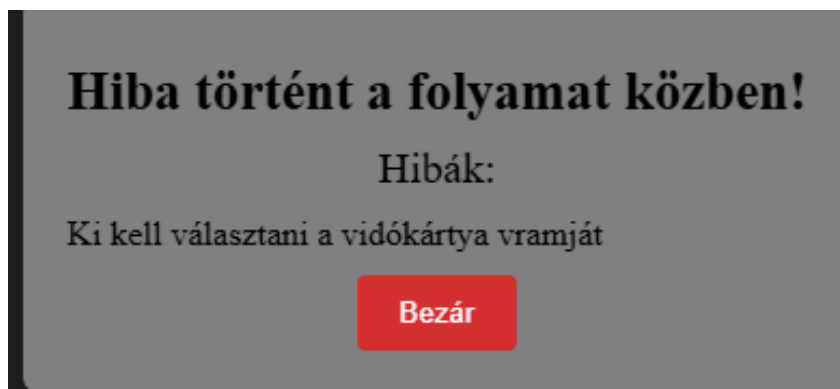 Hiba történt a folyamat közben!
Hibák:
Ki kell választani a vidókártya vramját
Bezár